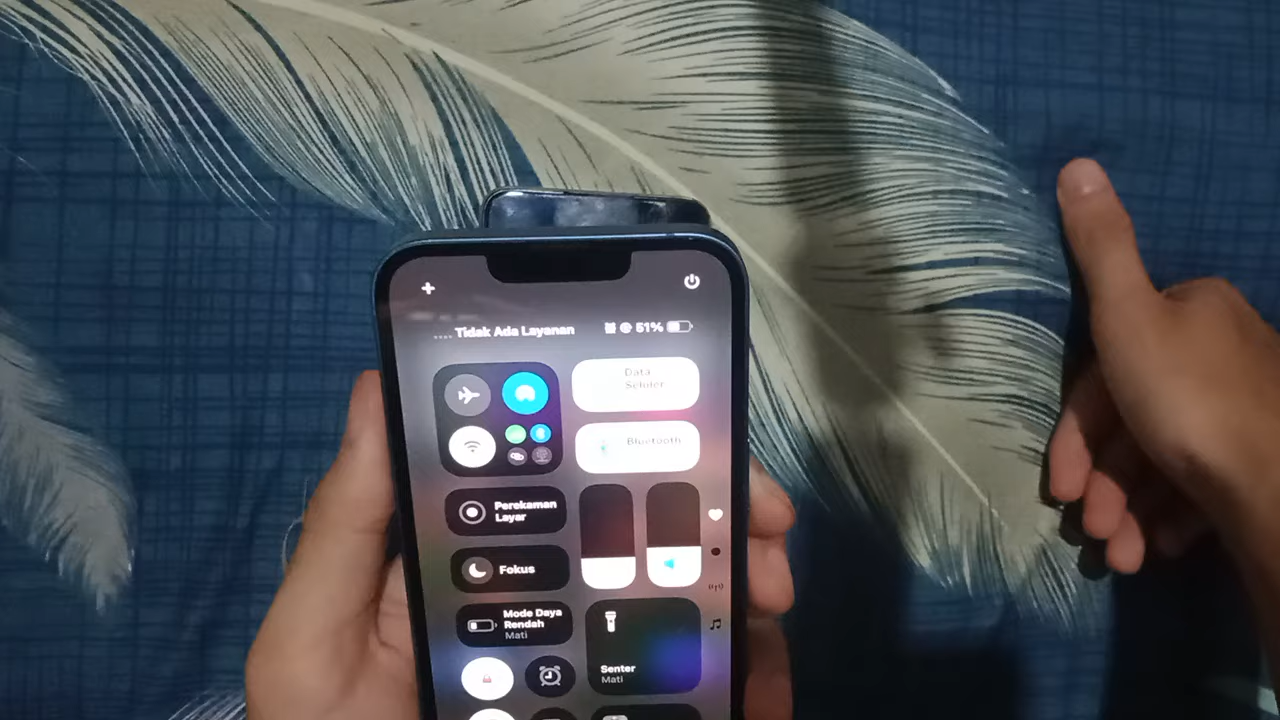 Tidak Ada Layanan
51%
Data
Seluler
Bluetooth
Perekaman
Layar
Fokus
Mode Daya
Rendah
Mati
Senter
Mati